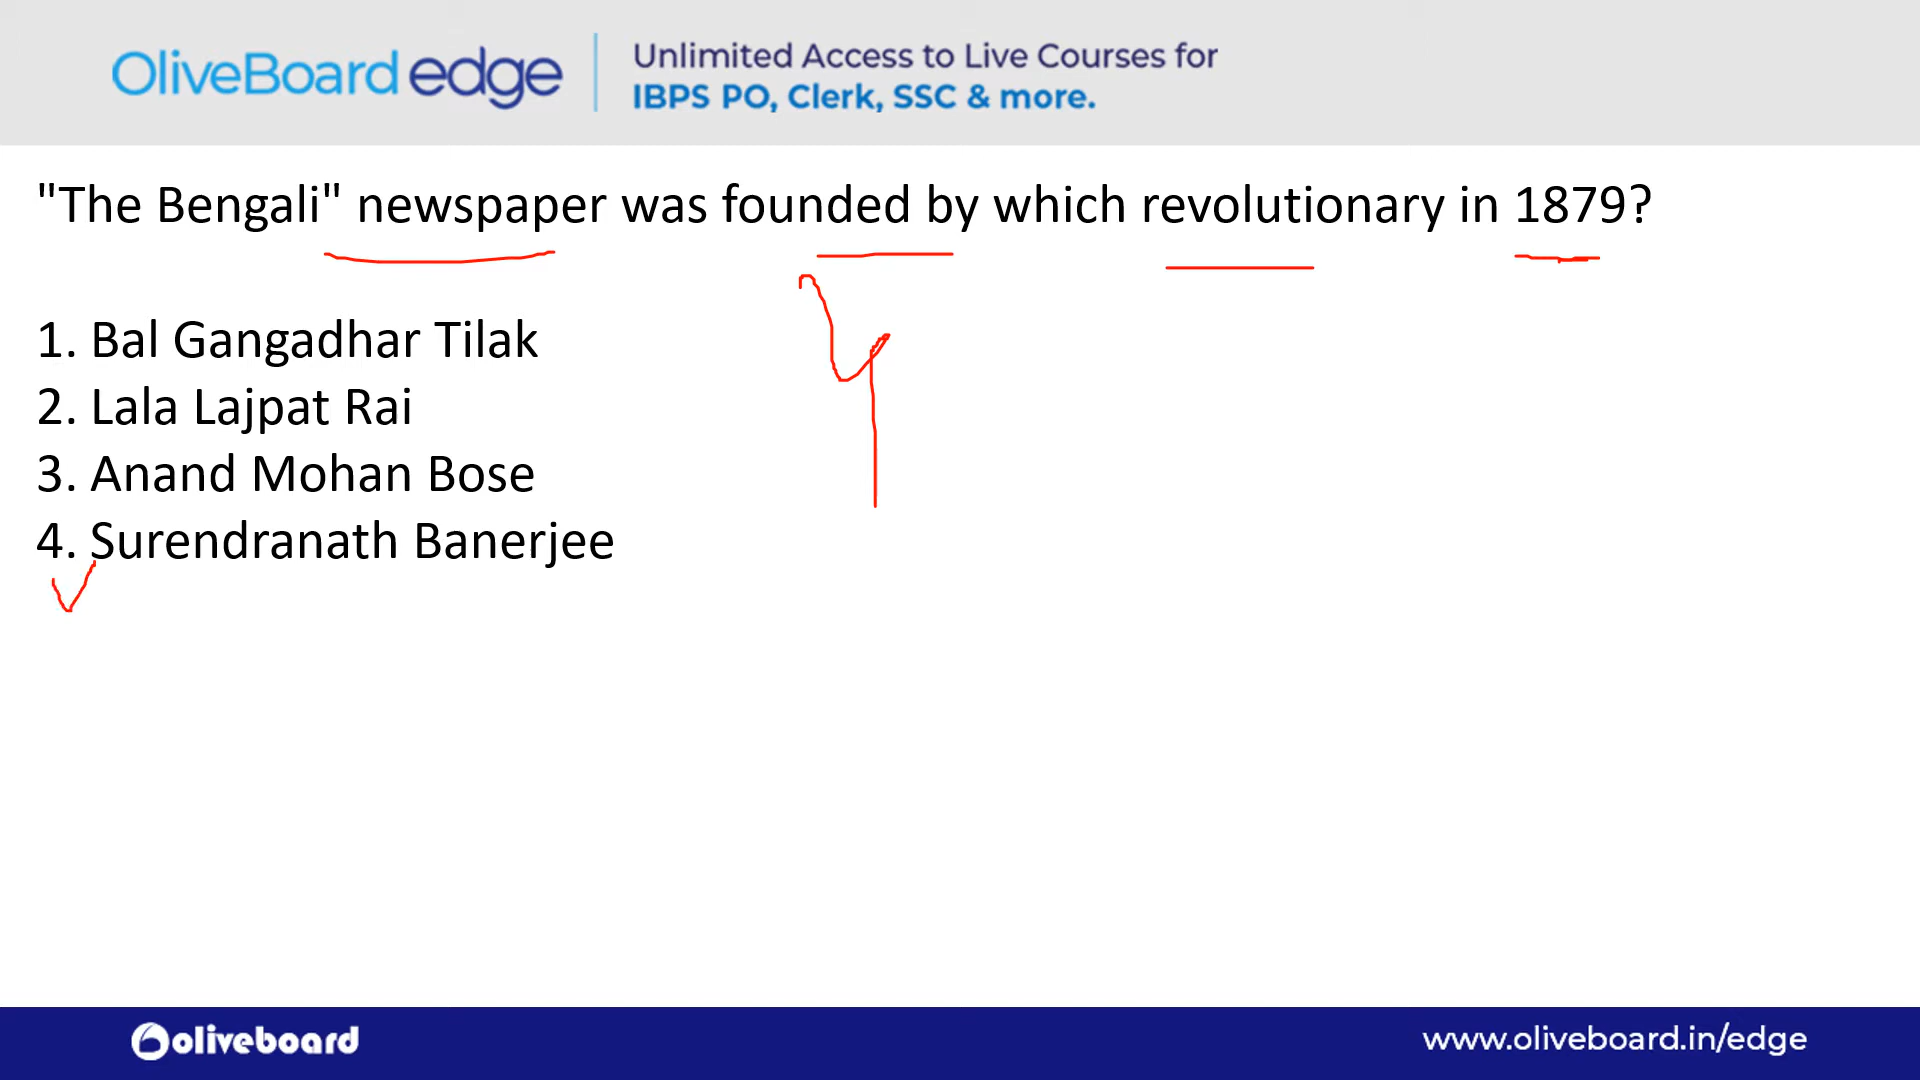 OliveBoard edge
Unlimited Access to Live Courses for
IBPS PO, Clerk, SSC & more.
"The Bengali" newspaper was founded by which revolutionary in 1879?
1. Bal Gangadhar Tilak
2. Lala Lajpat Rai
3. Anand Mohan Bose
4. Surendranath Banerjee
oliveboard
www.oliveboard.in/edge